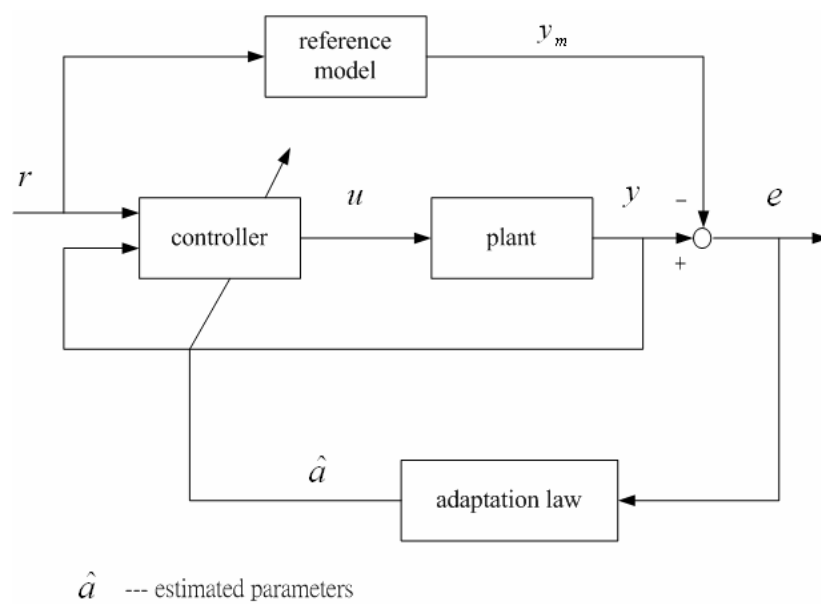 reference
model
y_m
r
controller
u
plant
y
−
+
e
â
adaptation law
â --- estimated parameters